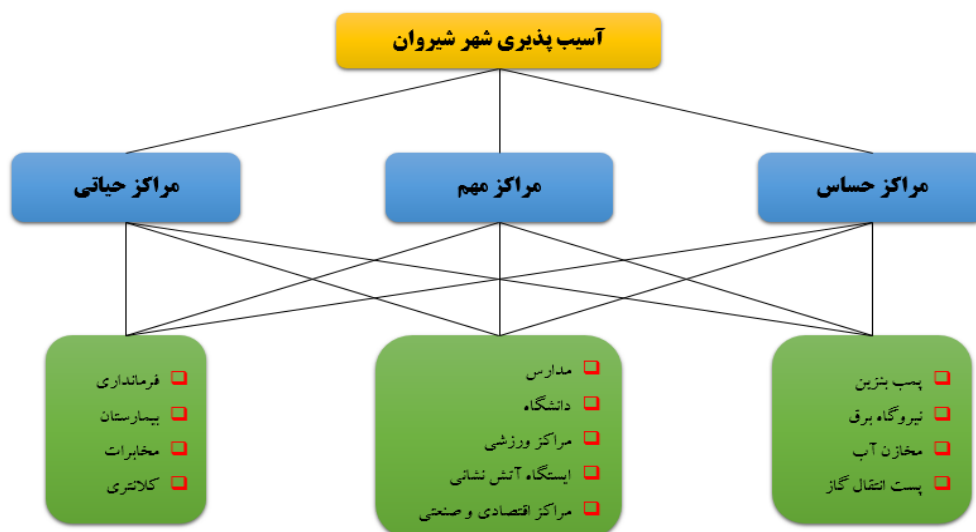 آسیب پذیری شهر شیروان
مراکز حساس
مراکز مهم
مراکز حیاتی
پمب بنزین
نیروگاه برق
مخازن آب
پست انتقال گاز
مدارس
دانشگاه
مراکز ورزشی
ایستگاه آتش نشانی
مراکز اقتصادی و صنعتی
فرمانداری
بیمارستان
مخابرات
کلانتری